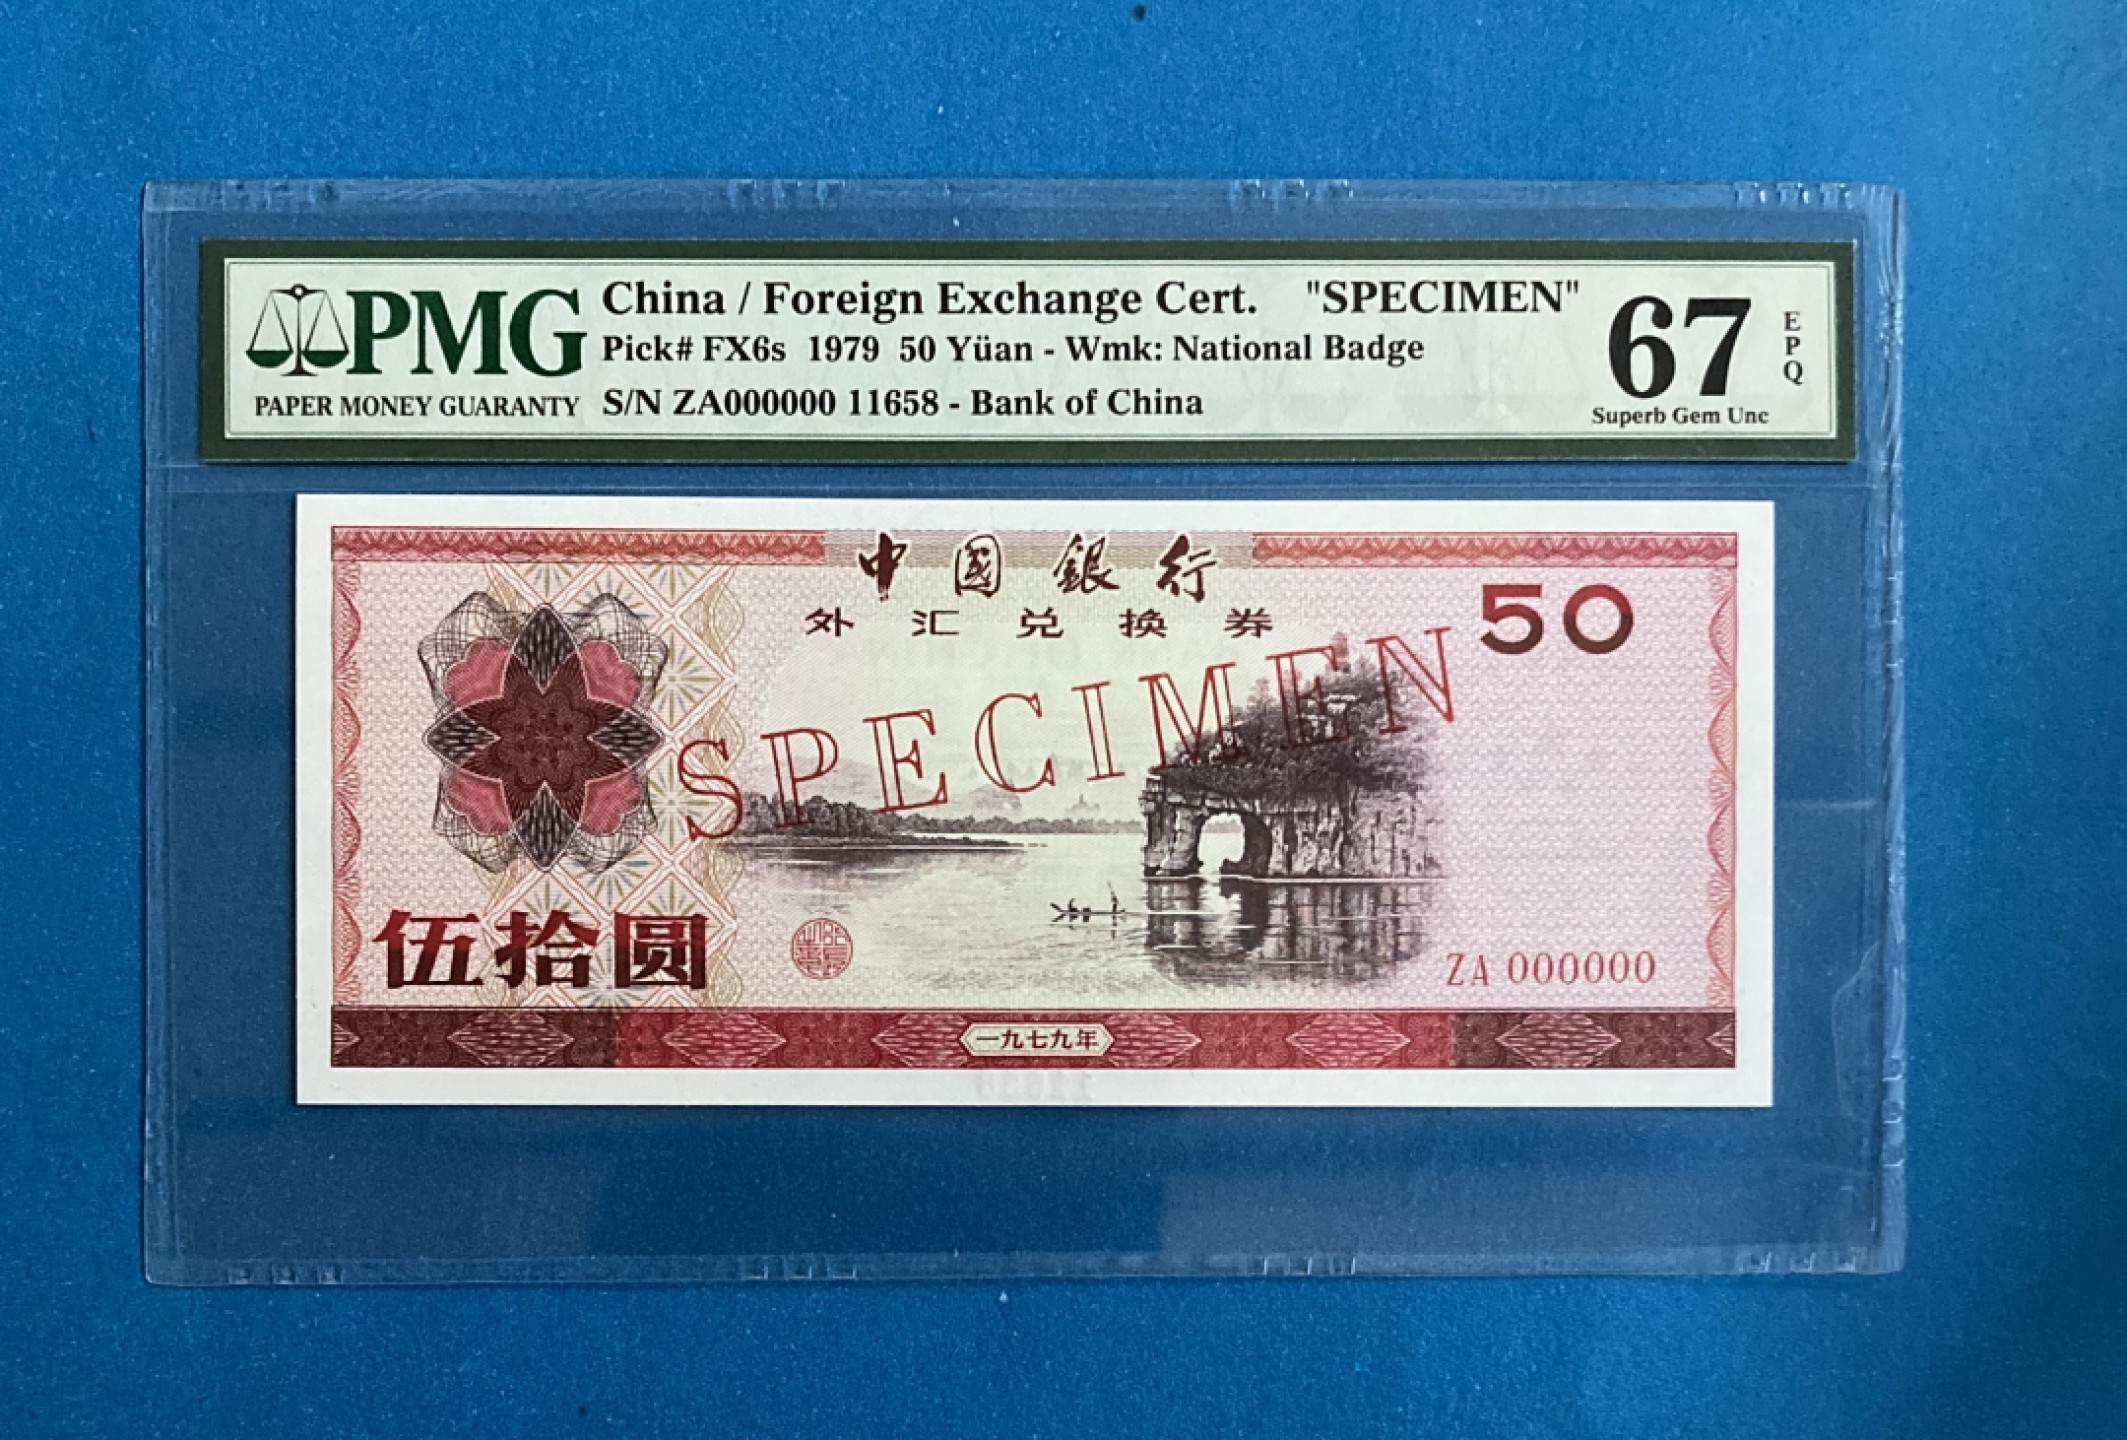 PMG
PAPER MONEY GUARANTY
China / Foreign Exchange Cert. "SPECIMEN"
Pick# FX6s 1979 50 Yüan - Wmk: National Badge
S/N ZA000000 11658 - Bank of China
67
EPQ
Superb Gem Unc
中國銀行
外汇兑换券
50
SPECIMEN
伍拾圆
ZA 000000
一九七九年